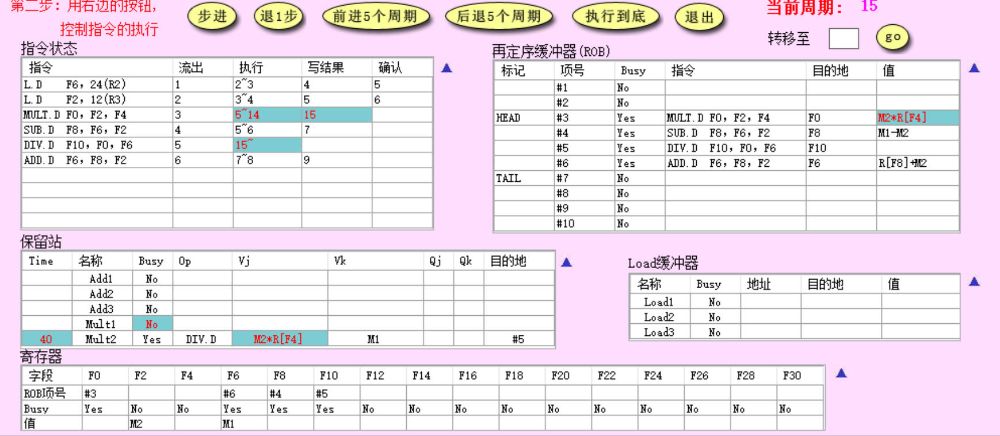 第二步：用右边的按钮，
控制指令的执行
步进 退1步 前进5个周期 后退5个周期 执行到底 退出
当前周期： 15
转移至 go
指令状态
指令 流出 执行 写结果 确认
L.D F6, 24(R2) 1 2~3 4 5
L.D F2, 12(R3) 2 3~4 5 6
MULT.D F0, F2, F4 3 5~14 15
SUB.D F8, F6, F2 4 5~6 7
DIV.D F10, F0, F6 5 15~
ADD.D F6, F8, F2 6 7~8 9
再定序缓冲器(ROB)
标记 项号 Busy 指令 目的地 值
#1 No
#2 No
HEAD #3 Yes MULT.D F0, F2, F4 F0 M2*R[F4]
#4 Yes SUB.D F8, F6, F2 F8 M1-M2
#5 Yes DIV.D F10, F0, F6 F10
#6 Yes ADD.D F6, F8, F2 F6 R[F8]+M2
TAIL #7 No
#8 No
#9 No
#10 No
保留站
Time 名称 Busy Op Vj Vk Qj Qk 目的地
Add1 No
Add2 No
Add3 No
Mult1 No
40 Mult2 Yes DIV.D M2*R[F4] M1 #5
Load缓冲器
名称 Busy 地址 目的地 值
Load1 No
Load2 No
Load3 No
寄存器
字段 F0 F2 F4 F6 F8 F10 F12 F14 F16 F18 F20 F22 F24 F26 F28 F30
ROB项号 #3 #6 #4 #5
Busy Yes No No Yes Yes Yes No No No No No No No No No No
值 M2 M1